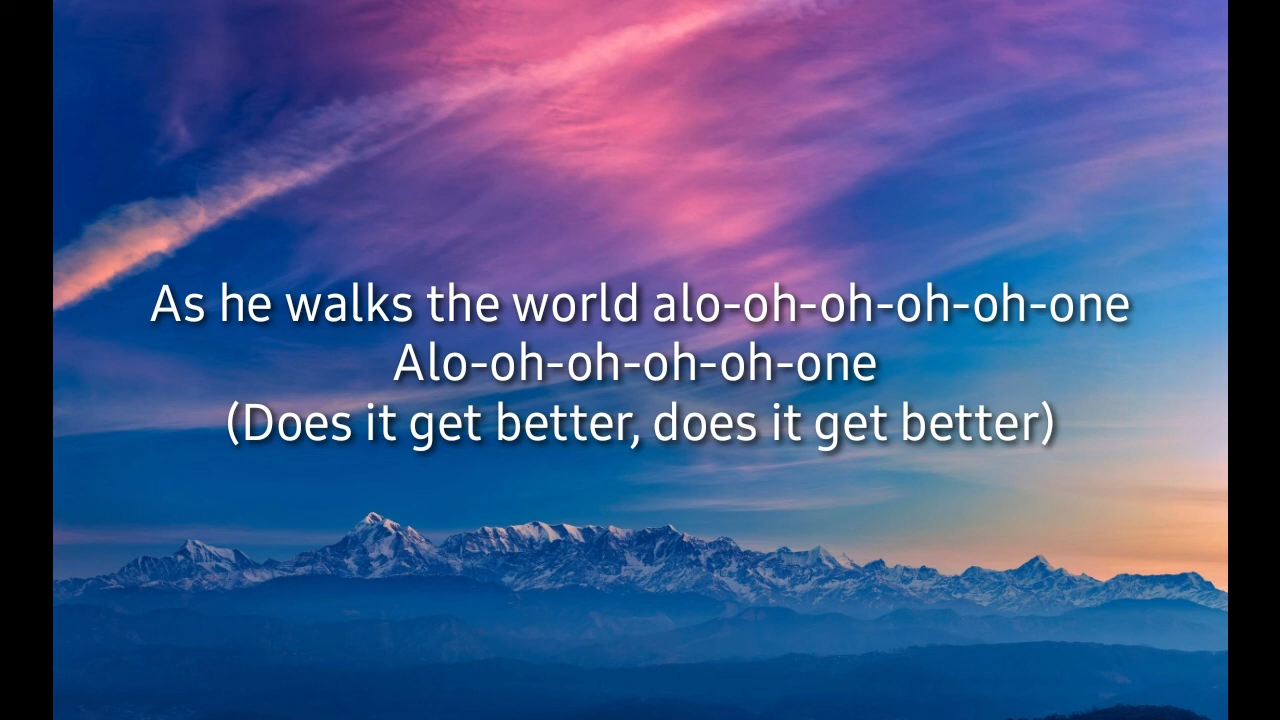 As he walks the world alo-oh-oh-oh-oh-one
Alo-oh-oh-oh-oh-one
(Does it get better, does it get better)